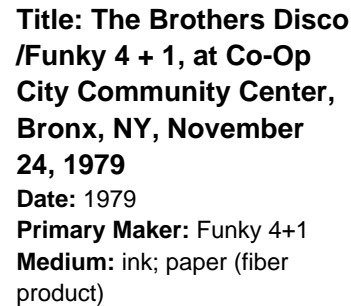 Title: The Brothers Disco
/Funky 4 + 1, at Co-Op
City Community Center,
Bronx, NY, November
24, 1979
Date: 1979
Primary Maker: Funky 4+1
Medium: ink; paper (fiber
product)